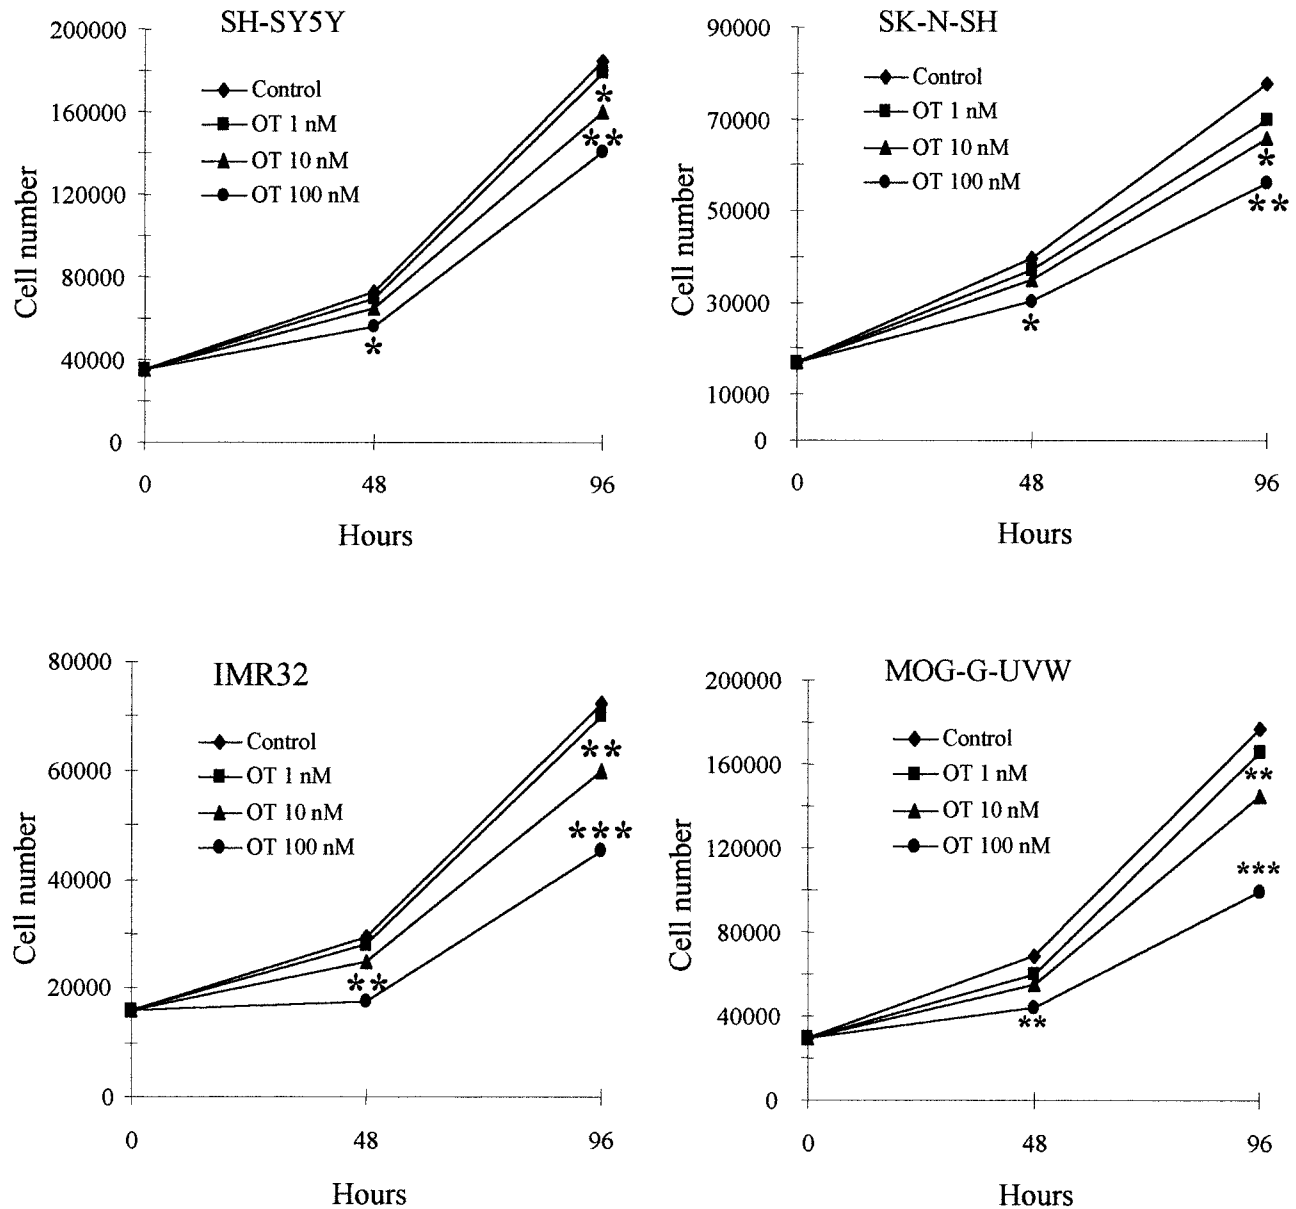 SH-SY5Y
Control
OT 1 nM
OT 10 nM
OT 100 nM
200000
160000
120000
80000
40000
0
Cell number
*
**
*
0 48 96
Hours
SK-N-SH
Control
OT 1 nM
OT 10 nM
OT 100 nM
90000
70000
50000
30000
10000
0
Cell number
*
**
*
0 48 96
Hours
IMR32
Control
OT 1 nM
OT 10 nM
OT 100 nM
80000
60000
40000
20000
0
Cell number
**
***
**
0 48 96
Hours
MOG-G-UVW
Control
OT 1 nM
OT 10 nM
OT 100 nM
200000
160000
120000
80000
40000
0
Cell number
**
***
**
0 48 96
Hours